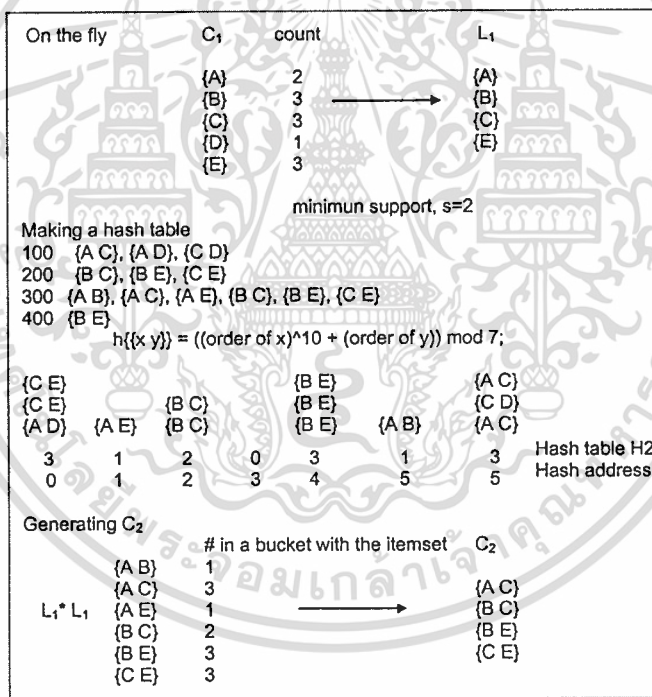 On the fly C₁ count L₁
{A} 2 {A}
{B} 3 {B}
{C} 3 {C}
{D} 1 {E}
{E} 3
minimun support, s=2
Making a hash table
100 {A C}, {A D}, {C D}
200 {B C}, {B E}, {C E}
300 {A B}, {A C}, {A E}, {B C}, {B E}, {C E}
400 {B E}
h{{x y}} = ((order of x)^10 + (order of y)) mod 7;
{C E} {B E} {A C}
{C E} {B C} {B E} {C D}
{A D} {A E} {B C} {B E} {A B} {A C}
3 1 2 0 3 1 3 Hash table H2
0 1 2 3 4 5 5 Hash address
Generating C₂
# in a bucket with the itemset C₂
{A B} 1
{A C} 3 {A C}
L₁* L₁ {A E} 1 {B C}
{B C} 2 {B E}
{B E} 3 {C E}
{C E} 3